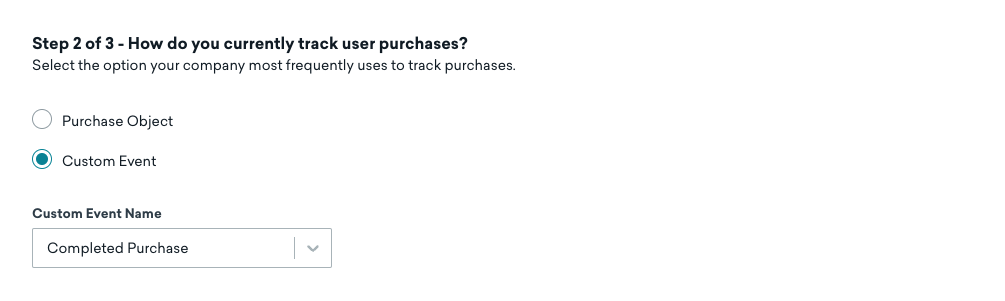 Step 2 of 3 - How do you currently track user purchases?
Select the option your company most frequently uses to track purchases.
Purchase Object
Custom Event
Custom Event Name
Completed Purchase